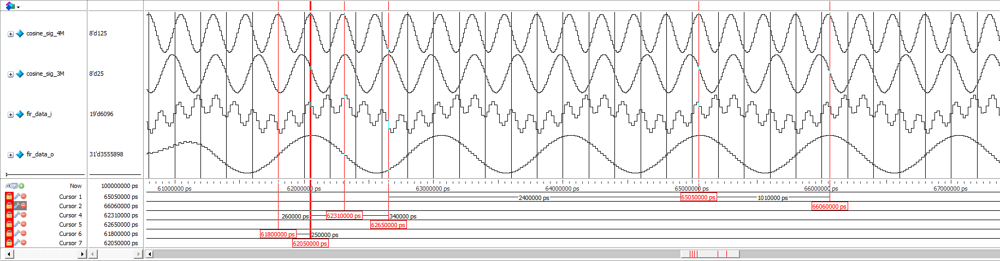 cosine_sig_4M 8'd125
cosine_sig_3M 8'd25
fir_data_i 19'd6096
fir_data_o 31'd3555898
Now 100000000 ps 61000000 ps 62000000 ps 63000000 ps 64000000 ps 65000000 ps 66000000 ps 67000000 ps
Cursor 1 65050000 ps 2400000 ps 65050000 ps 1010000 ps
Cursor 2 66060000 ps 66060000 ps
Cursor 4 62310000 ps 260000 ps 62310000 ps 340000 ps
Cursor 5 62650000 ps 62650000 ps
Cursor 6 61800000 ps 61800000 ps 250000 ps
Cursor 7 62050000 ps 62050000 ps